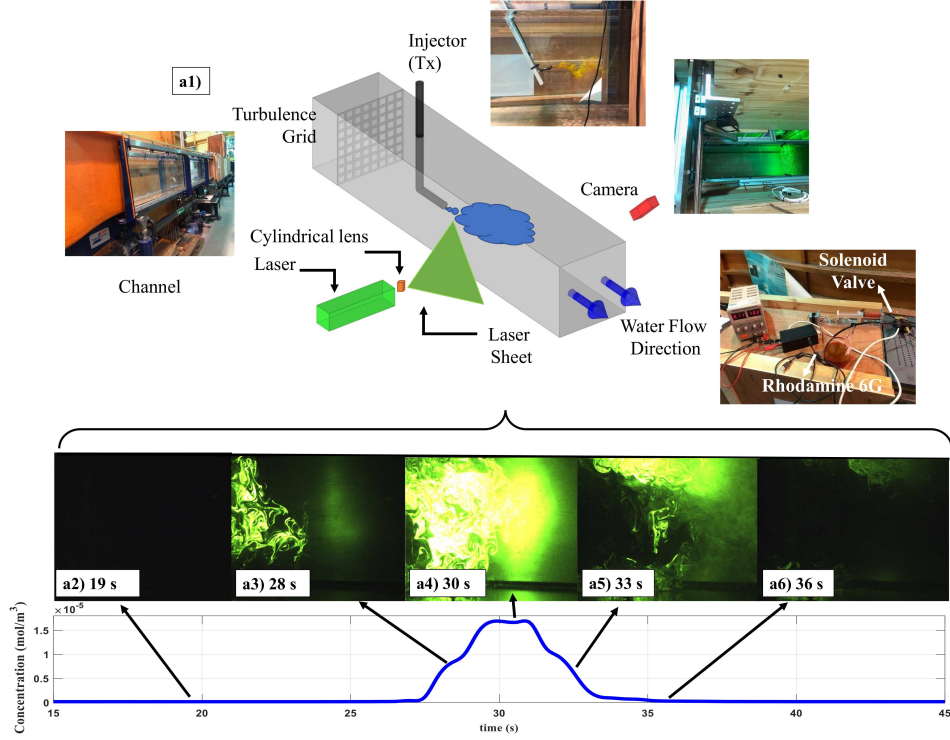 a1)
Injector
(Tx)
Turbulence
Grid
Camera
Cylindrical lens
Laser
Channel
Laser
Sheet
Water Flow
Direction
Solenoid
Valve
Rhodamine 6G
a2) 19 s
a3) 28 s
a4) 30 s
a5) 33 s
a6) 36 s
× 10⁻⁵
Concentration (mol/m³)
1.5
1
0.5
0
15
20
25
30
35
40
45
time (s)